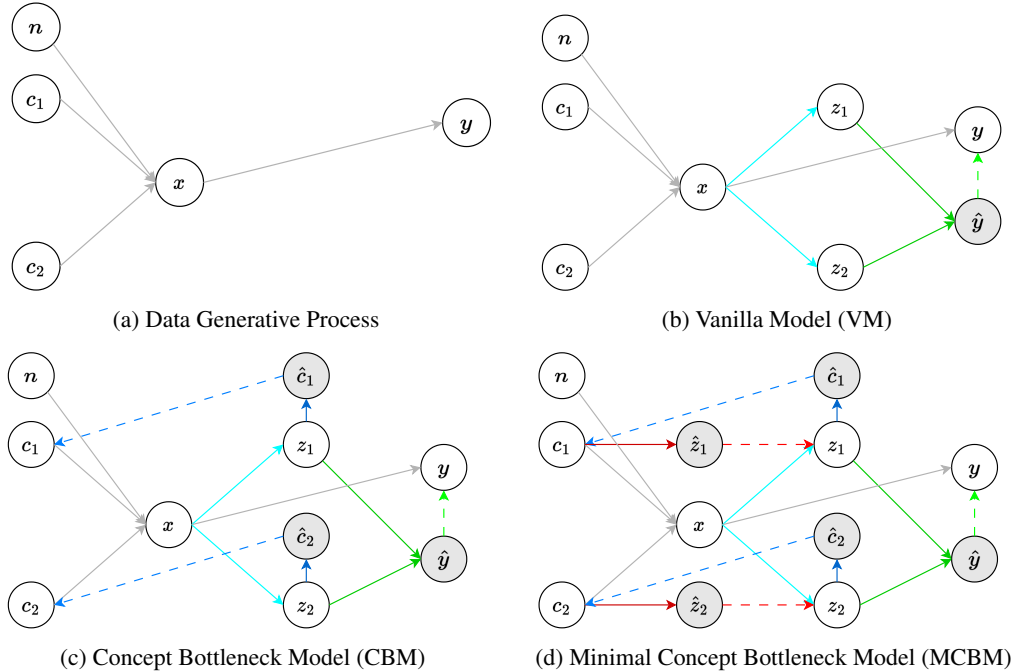 n
c₁
x
y
c₂
(a) Data Generative Process
n
c₁
z₁
y
x
ŷ
c₂
z₂
(b) Vanilla Model (VM)
n
ĉ₁
c₁
z₁
y
x
ĉ₂
ŷ
c₂
z₂
(c) Concept Bottleneck Model (CBM)
n
ĉ₁
c₁
ẑ₁
z₁
y
x
ĉ₂
ŷ
c₂
ẑ₂
z₂
(d) Minimal Concept Bottleneck Model (MCBM)